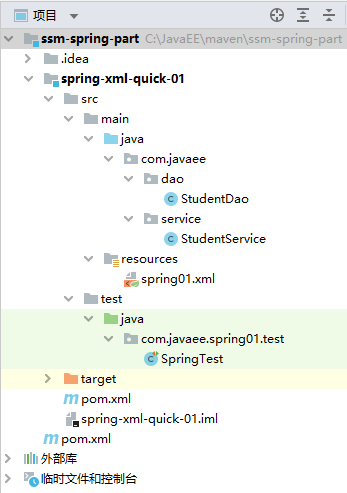 项目
ssm-spring-part C:\JavaEE\maven\ssm-spring-part
.idea
spring-xml-quick-01
src
main
java
com.javaee
dao
StudentDao
service
StudentService
resources
spring01.xml
test
java
com.javaee.spring01.test
SpringTest
target
pom.xml
spring-xml-quick-01.iml
pom.xml
外部库
临时文件和控制台